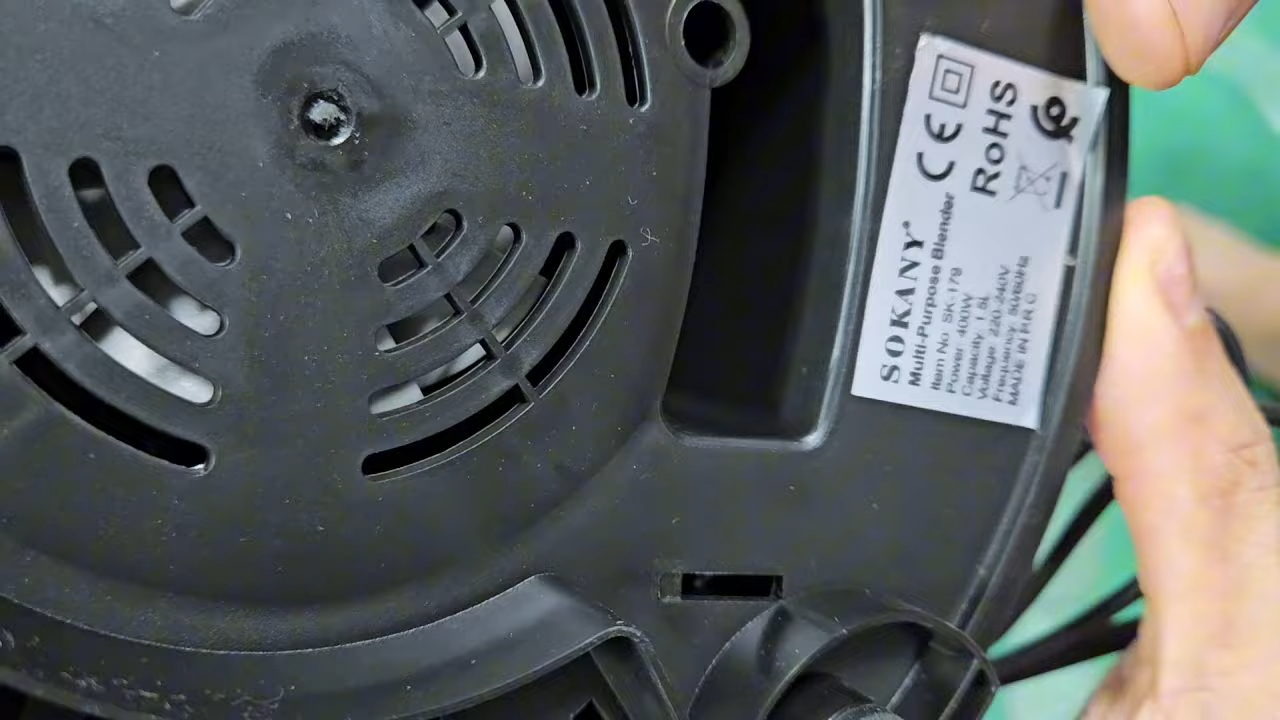 SOKANY®
Multi-Purpose Blender
Item No: SK-179
Power: 400W
Capacity: 1.8L
Voltage: 220-240V
Frequency: 50/60Hz
MADE IN P.R.C
CE
RoHS